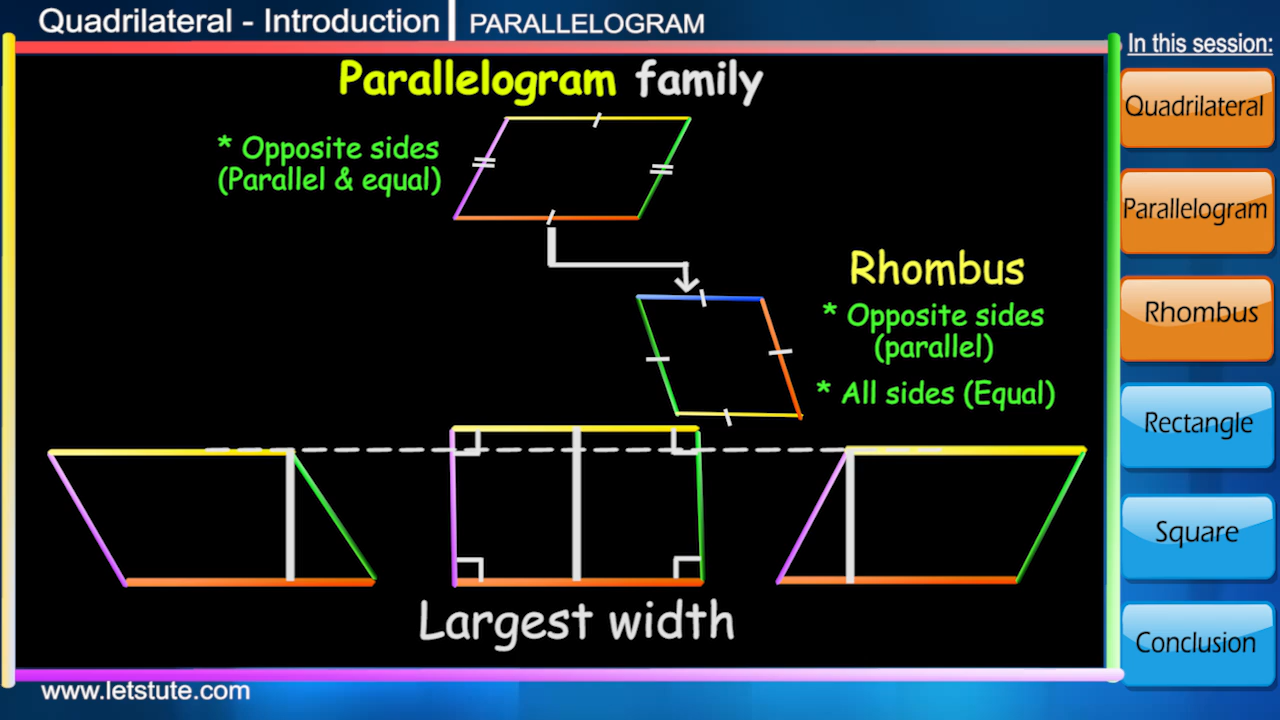 Quadrilateral - Introduction PARALLELOGRAM
In this session:
Parallelogram family
* Opposite sides
(Parallel & equal)
Rhombus
* Opposite sides
(parallel)
* All sides (Equal)
Largest width
Quadrilateral
Parallelogram
Rhombus
Rectangle
Square
Conclusion
www.letstute.com